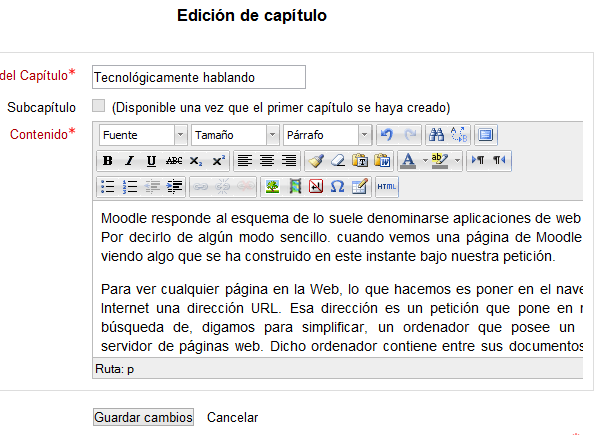 Edición de capítulo
del Capítulo*
Tecnológicamente hablando
Subcapítulo
(Disponible una vez que el primer capítulo se haya creado)
Contenido*
Fuente Tamaño Párrafo
B I U ABC x₂ x² A ab
HTML
Moodle responde al esquema de lo suele denominarse aplicaciones de web
Por decirlo de algún modo sencillo. cuando vemos una página de Moodle
viendo algo que se ha construido en este instante bajo nuestra petición.
Para ver cualquier página en la Web, lo que hacemos es poner en el nave
Internet una dirección URL. Esa dirección es un petición que pone en
búsqueda de, digamos para simplificar, un ordenador que posee un
servidor de páginas web. Dicho ordenador contiene entre sus documentos
Ruta: p
Guardar cambios Cancelar
*